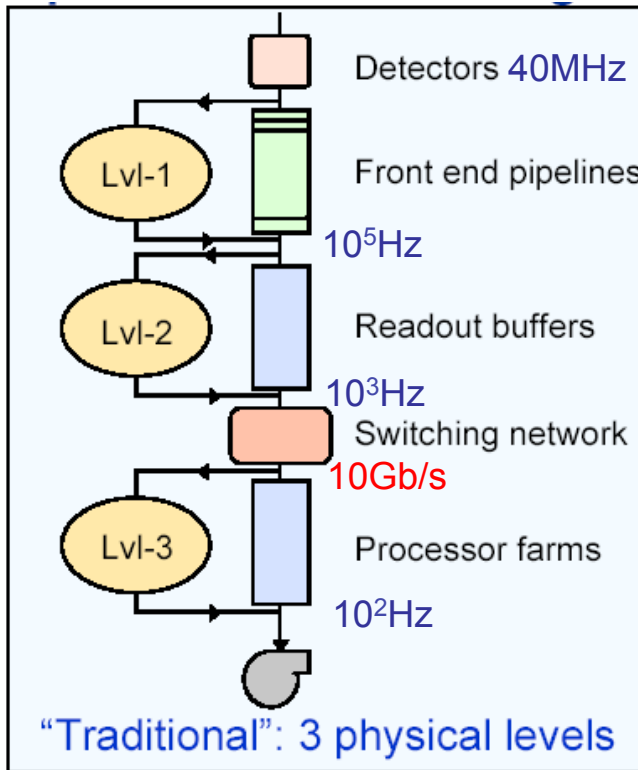 Detectors 40MHz
Lvl-1
Front end pipelines
10⁵Hz
Lvl-2
Readout buffers
10³Hz
Switching network
10Gb/s
Lvl-3
Processor farms
10²Hz
“Traditional”: 3 physical levels